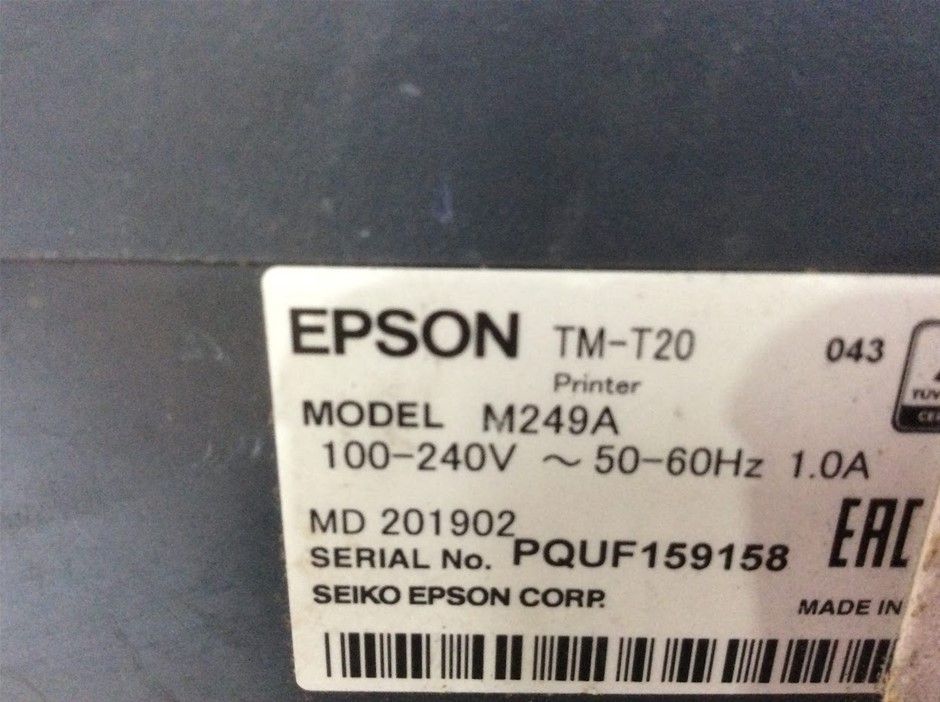 EPSON TM-T20 043
Printer
MODEL M249A
100-240V ~ 50-60Hz 1.0A
MD 201902
SERIAL No. PQUF159158
EAC
SEIKO EPSON CORP.
MADE IN